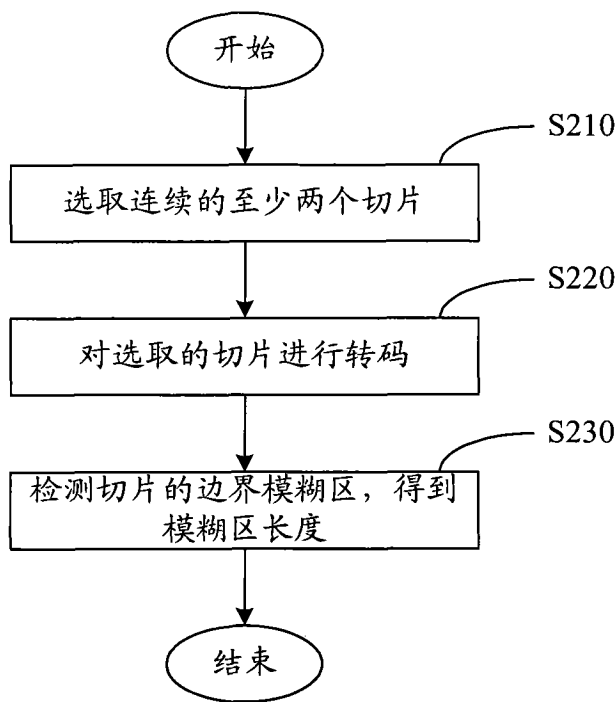 开始
S210
选取连续的至少两个切片
S220
对选取的切片进行转码
S230
检测切片的边界模糊区，得到
模糊区长度
结束